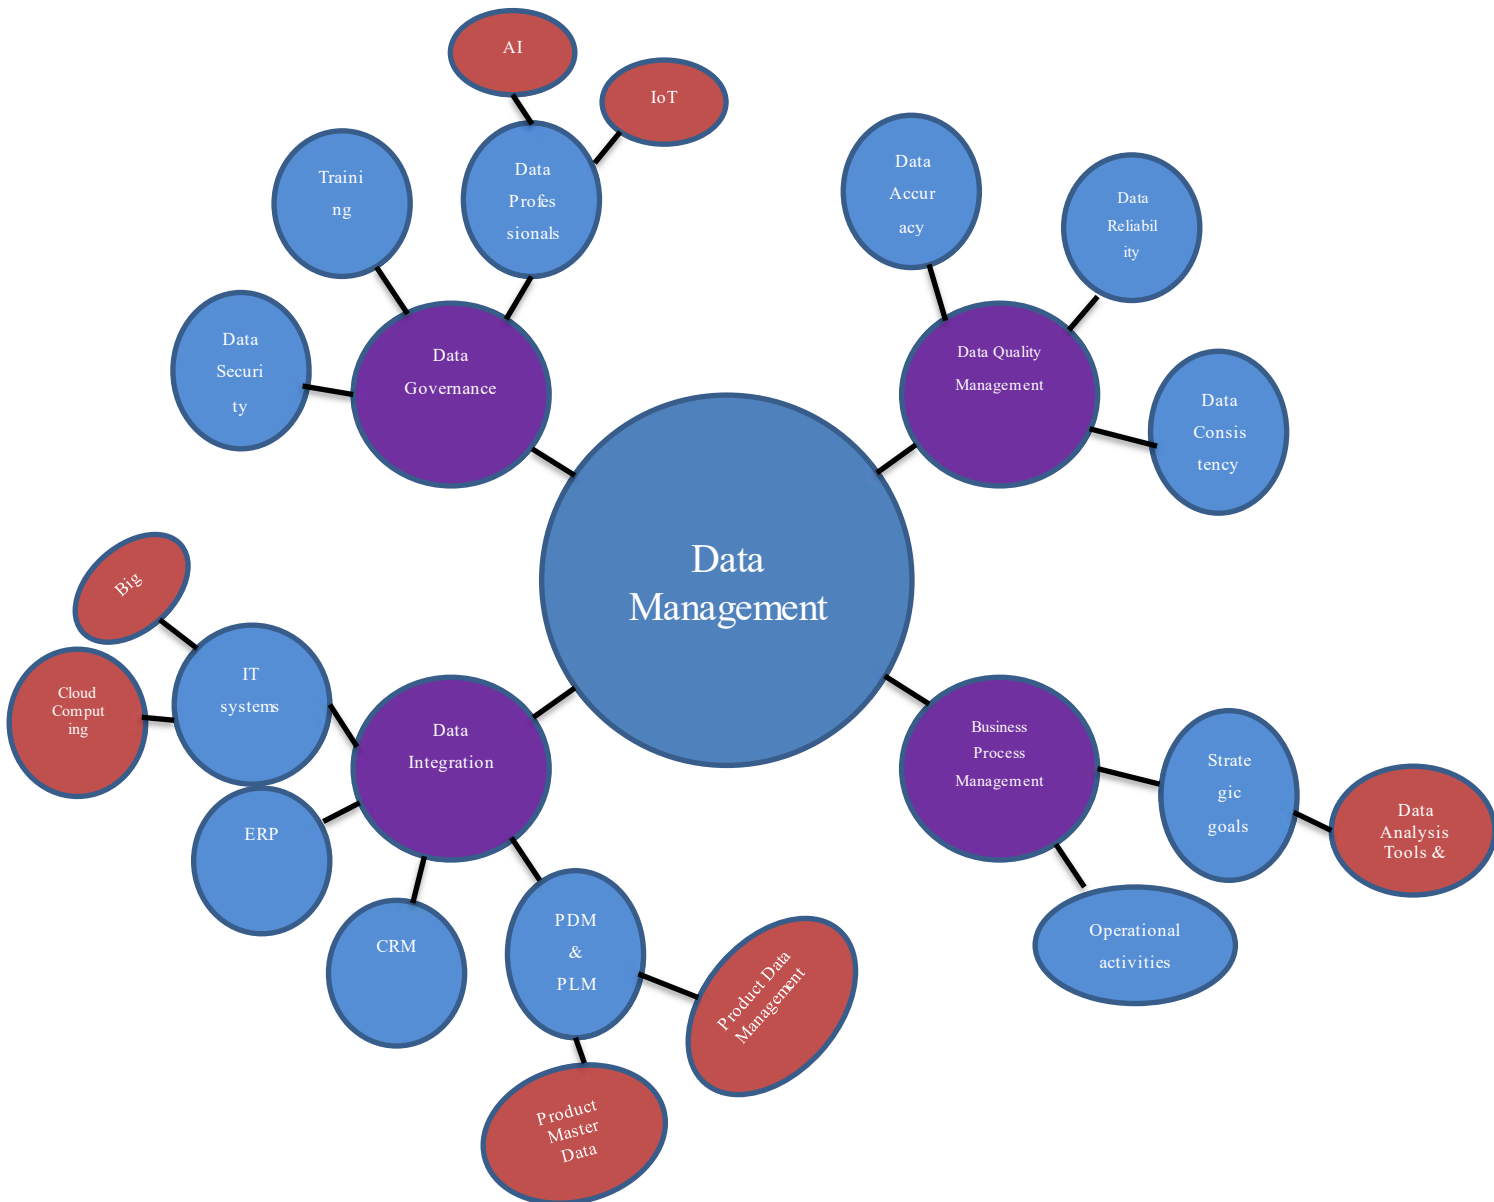 AI
IoT
Traini
ng
Data
Profes
sionals
Data
Accur
acy
Data
Reliabil
ity
Data
Securi
ty
Data
Governance
Data Quality
Management
Data
Consis
tency
Data
Management
Big
Cloud
Comput
ing
IT
systems
Data
Integration
ERP
CRM
PDM
&
PLM
Product Data
Management
Product
Master
Data
Business
Process
Management
Strate
gic
goals
Data
Analysis
Tools &
Operational
activities